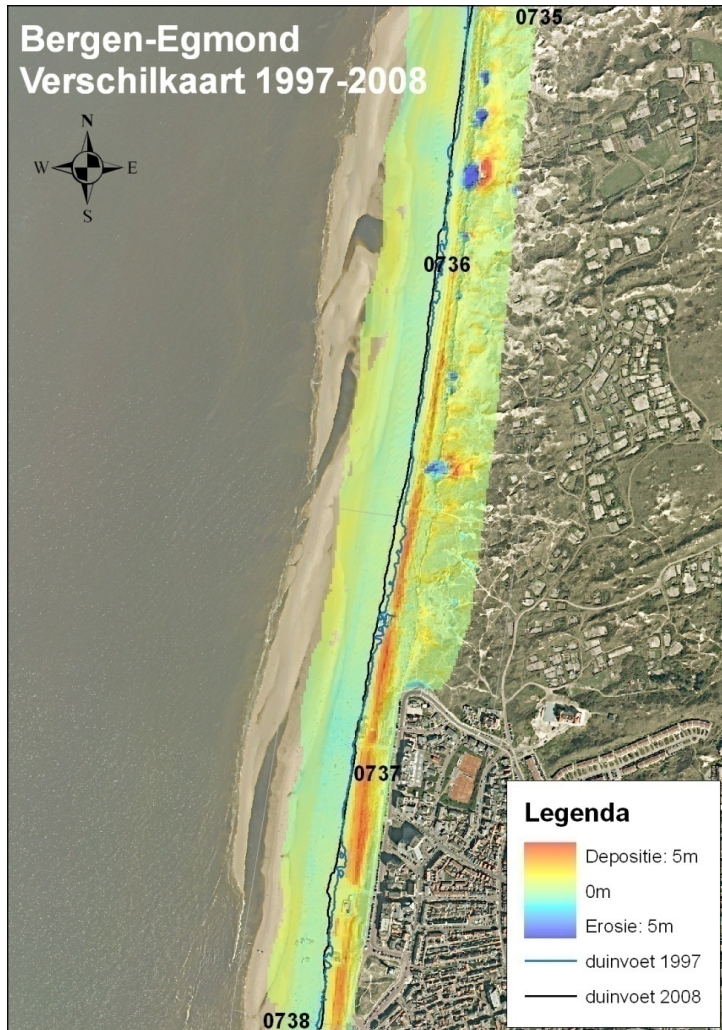 0735
Bergen-Egmond
Verschilkaart 1997-2008
N
W E
S
0736
0737
Legenda
Depositie: 5m
0m
Erosie: 5m
duinvoet 1997
duinvoet 2008
0738